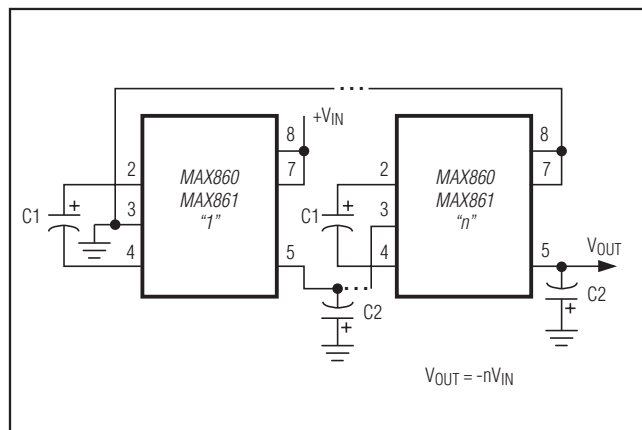 ...
+VIN
8
7
2
MAX860
MAX861
"1"
C1
+
3
4
5
...
C2
+
8
7
2
MAX860
MAX861
"n"
C1
+
3
4
5
VOUT
C2
+
VOUT = -nVIN